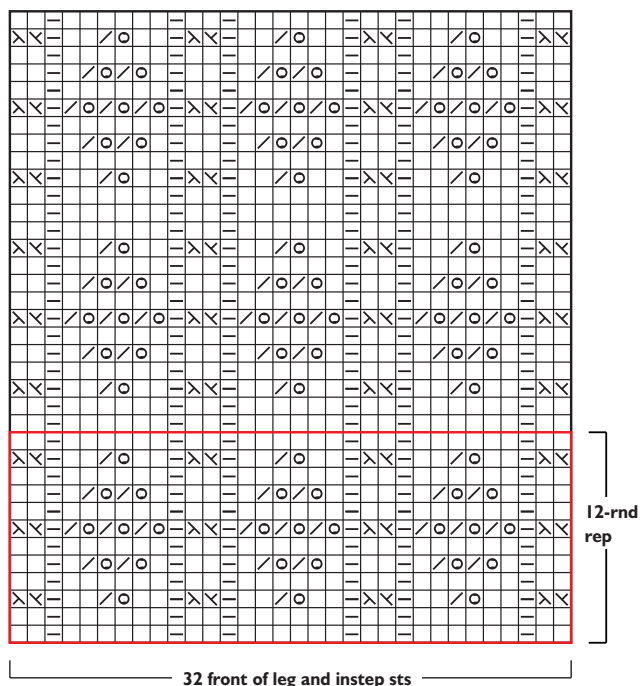 12-rnd
rep
32 front of leg and instep sts